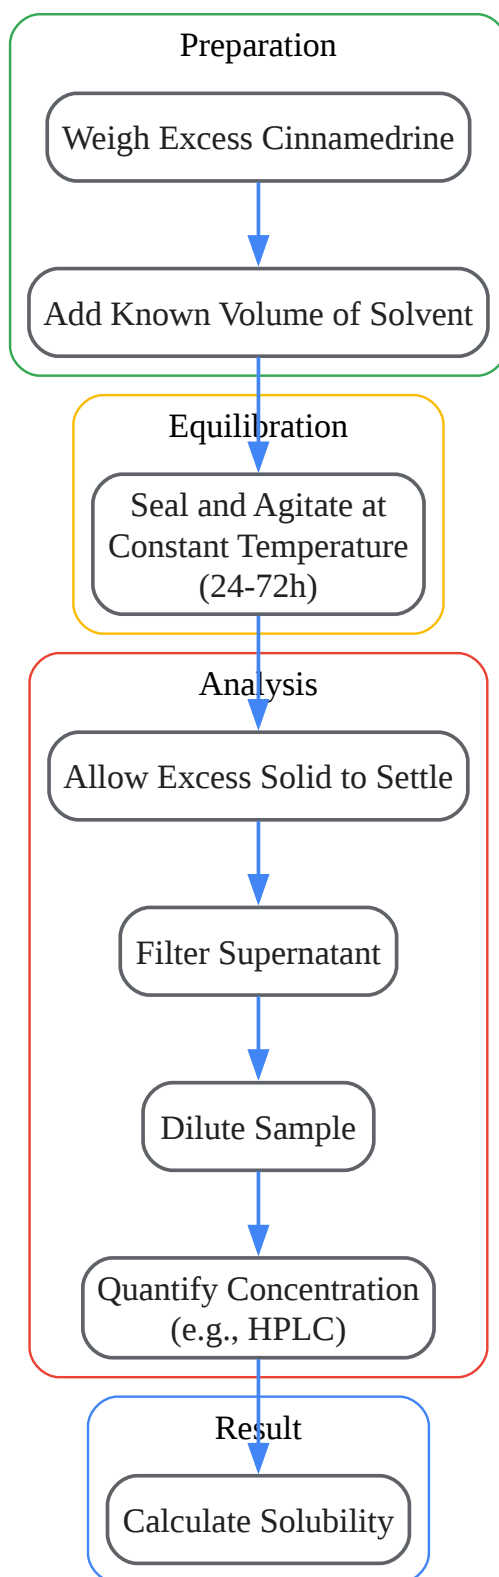 Preparation
Weigh Excess Cinnamedrine
Add Known Volume of Solvent
Equilibration
Seal and Agitate at
Constant Temperature
(24-72h)
Analysis
Allow Excess Solid to Settle
Filter Supernatant
Dilute Sample
Quantify Concentration
(e.g., HPLC)
Result
Calculate Solubility